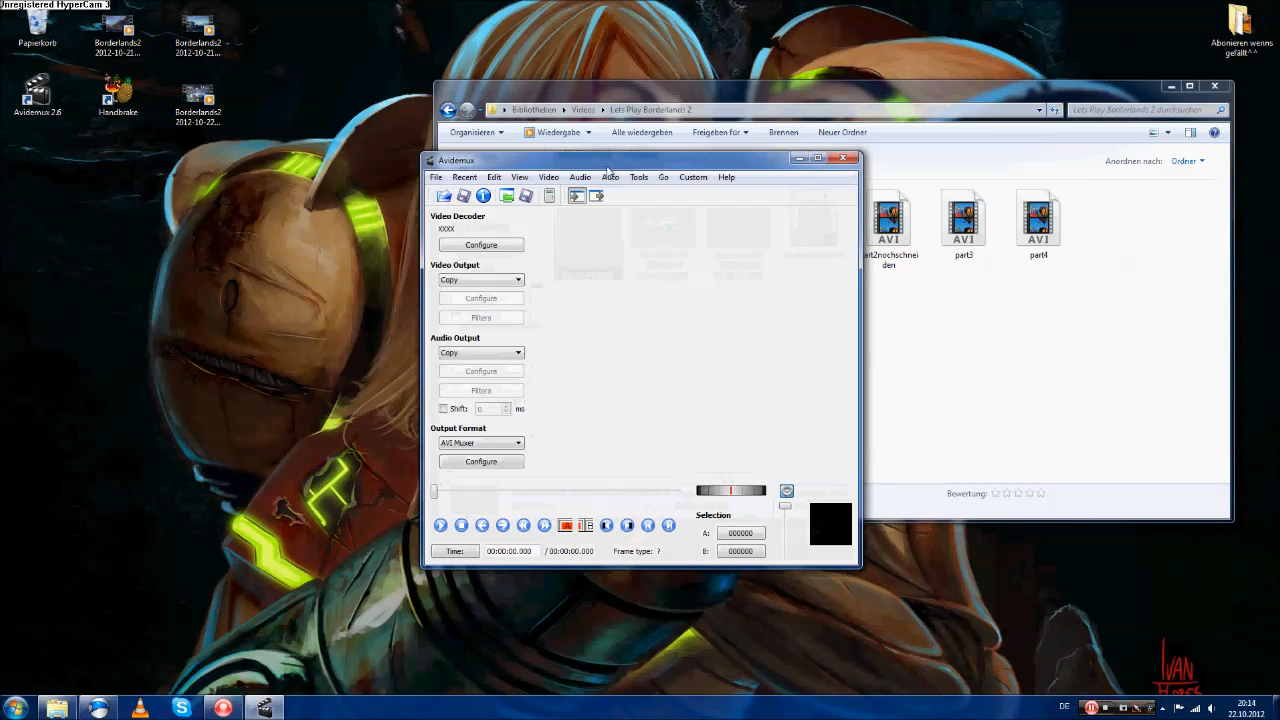 Unregistered HyperCam 3
Papierkorb
Borderlands2
2012-10-21...
Borderlands2
2012-10-21...
Avidemux 2.6
Handbrake
Borderlands2
2012-10-22...
Abonieren wenns
gefällt^^
Bibliotheken
Videos
Lets Play Borderlands 2
Lets Play Borderlands 2 durchsuchen
Organisieren
Wiedergabe
Alle wiedergeben
Freigeben für
Brennen
Neuer Ordner
Anordnen nach:
Ordner
AVI
AVI
AVI
part2nochschnei
den
part3
part4
Bewertung:
Avidemux
File
Recent
Edit
View
Video
Audio
Auto
Tools
Go
Custom
Help
Video Decoder
XXXX
Configure
Video Output
Copy
Configure
Filters
Audio Output
Copy
Configure
Filters
Shift:
0
ms
Output Format
AVI Muxer
Configure
A
B
Selection
A:
000000
B:
000000
Time:
00:00:00.000
/ 00:00:00.000
Frame type: ?
IVAN
DE
20:14
22.10.2012